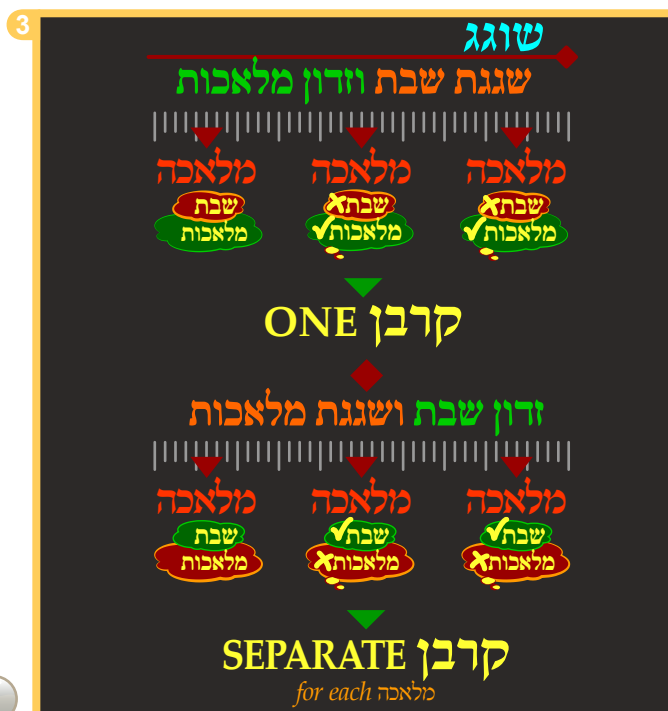 3
שוגג
שגגת שבת וזדון מלאכות
מלאכה מלאכה מלאכה
שבת שבת שבת
מלאכות מלאכות מלאכות
קרבן ONE
זדון שבת ושגגת מלאכות
מלאכה מלאכה מלאכה
שבת שבת שבת
מלאכות מלאכות מלאכות
קרבן SEPARATE
for each מלאכה